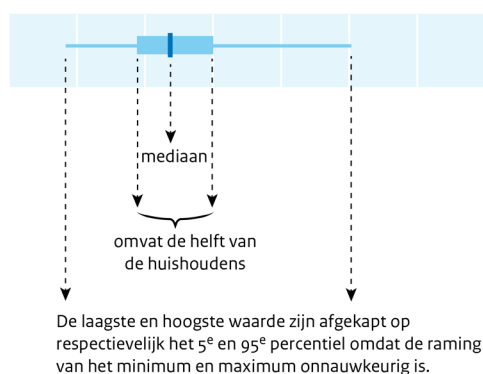 mediaan
omvat de helft van
de huishoudens
De laagste en hoogste waarde zijn afgekapt op
respectievelijk het 5e en 95e percentiel omdat de raming
van het minimum en maximum onnauwkeurig is.